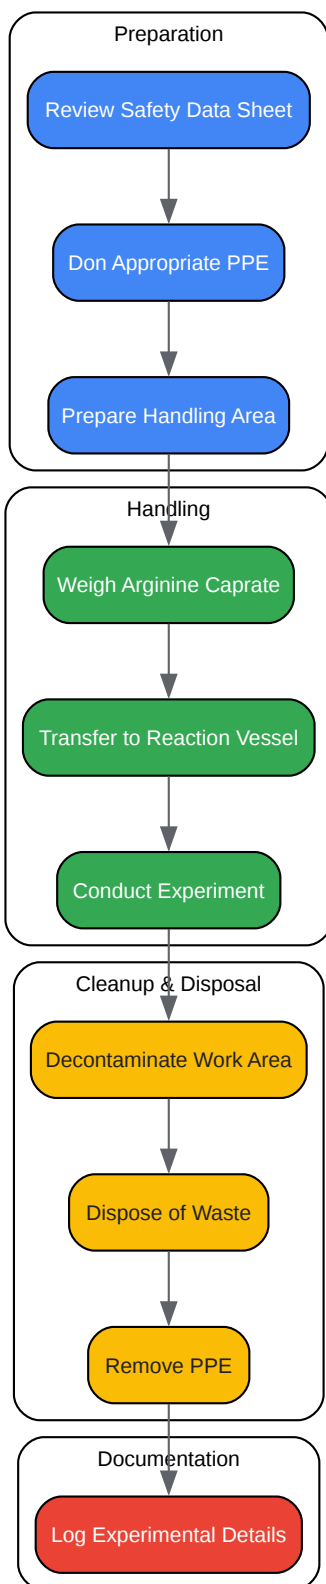 Preparation
Review Safety Data Sheet
Don Appropriate PPE
Prepare Handling Area
Handling
Weigh Arginine Caprate
Transfer to Reaction Vessel
Conduct Experiment
Cleanup & Disposal
Decontaminate Work Area
Dispose of Waste
Remove PPE
Documentation
Log Experimental Details